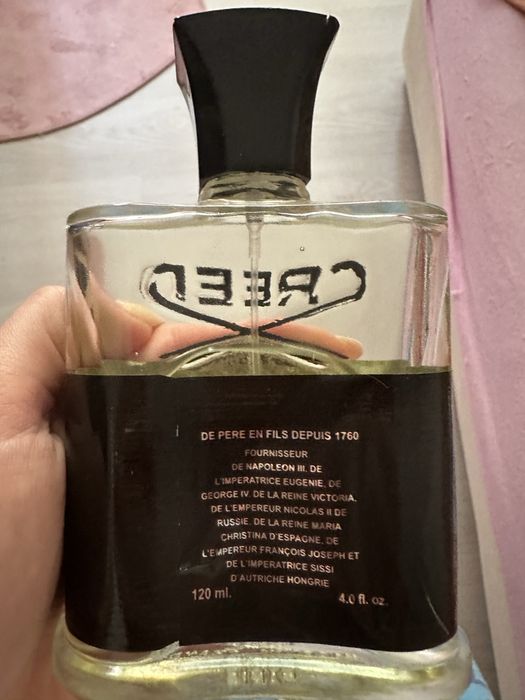 CREED
DE PERE EN FILS DEPUIS 1760
FOURNISSEUR
DE NAPOLEON III, DE
L'IMPERATRICE EUGENIE, DE
GEORGE IV, DE LA REINE VICTORIA,
DE L'EMPEREUR NICOLAS II DE
RUSSIE, DE LA REINE MARIA
CHRISTINA D'ESPAGNE, DE
L'EMPEREUR FRANÇOIS JOSEPH ET
DE L'IMPERATRICE SISSI
D'AUTRICHE HONGRIE
120 ml. 4.0 fl. oz.